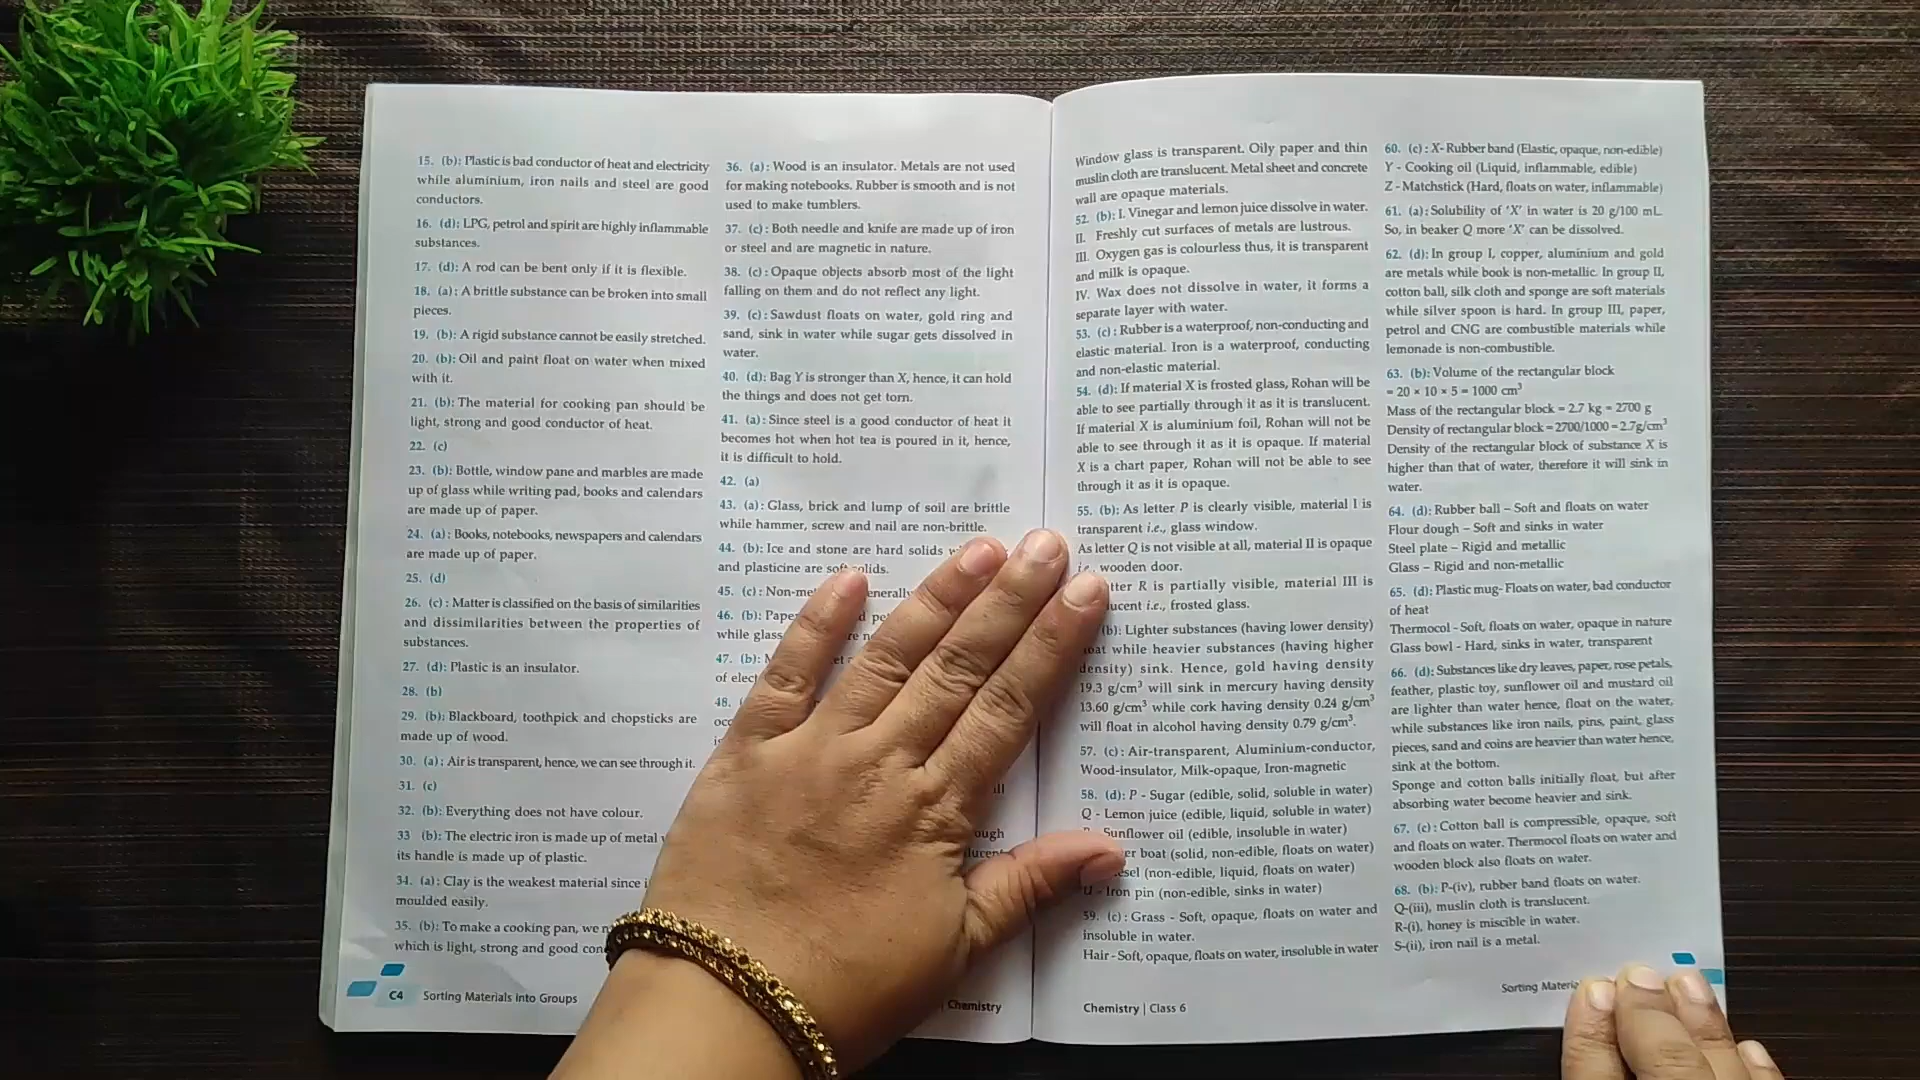 15. (b): Plastic is bad conductor of heat and electricity
while aluminium, iron nails and steel are good
conductors.
16. (d): LPG, petrol and spirit are highly inflammable
substances.
17. (d): A rod can be bent only if it is flexible.
18. (a): A brittle substance can be broken into small
pieces.
19. (b): A rigid substance cannot be easily stretched.
20. (b): Oil and paint float on water when mixed
with it.
21. (b): The material for cooking pan should be
light, strong and good conductor of heat.
22. (c)
23. (b): Bottle, window pane and marbles are made
up of glass while writing pad, books and calendars
are made up of paper.
24. (a): Books, notebooks, newspapers and calendars
are made up of paper.
25. (d)
26. (c): Matter is classified on the basis of similarities
and dissimilarities between the properties of
substances.
27. (d): Plastic is an insulator.
28. (b)
29. (b): Blackboard, toothpick and chopsticks are
made up of wood.
30. (a): Air is transparent, hence, we can see through it.
31. (c)
32. (b): Everything does not have colour.
33 (b): The electric iron is made up of metal
its handle is made up of plastic.
34. (a): Clay is the weakest material since
moulded easily.
35. (b): To make a cooking pan, we
which is light, strong and good
C4 Sorting Materials into Groups
36. (a): Wood is an insulator. Metals are not used
for making notebooks. Rubber is smooth and is not
used to make tumblers.
37. (c): Both needle and knife are made up of iron
or steel and are magnetic in nature.
38. (c): Opaque objects absorb most of the light
falling on them and do not reflect any light.
39. (c): Sawdust floats on water, gold ring and
sand, sink in water while sugar gets dissolved in
water.
40. (d): Bag Y is stronger than X, hence, it can hold
the things and does not get torn.
41. (a): Since steel is a good conductor of heat it
becomes hot when hot tea is poured in it, hence,
it is difficult to hold.
42. (a)
43. (a): Glass, brick and lump of soil are brittle
while hammer, screw and nail are non-brittle.
44. (b): Ice and stone are hard solids
and plasticine are soft solids.
45. (c):
46. (b):
while glass
47. (b):
of
48.
Chemistry
Window glass is transparent. Oily paper and thin
muslin cloth are translucent. Metal sheet and concrete
wall are opaque materials.
52. (b): I. Vinegar and lemon juice dissolve in water.
II. Freshly cut surfaces of metals are lustrous.
III. Oxygen gas is colourless thus, it is transparent
and milk is opaque.
IV. Wax does not dissolve in water, it forms a
separate layer with water.
53. (c): Rubber is a waterproof, non-conducting and
elastic material. Iron is a waterproof, conducting
and non-elastic material.
54. (d): If material X is frosted glass, Rohan will be
able to see partially through it as it is translucent.
If material X is aluminium foil, Rohan will not be
able to see through it as it is opaque. If material
X is a chart paper, Rohan will not be able to see
through it as it is opaque.
55. (b): As letter P is clearly visible, material I is
transparent i.e., glass window.
As letter Q is not visible at all, material II is opaque
i.e., wooden door.
R is partially visible, material III is
i.e., frosted glass.
(b): Lighter substances (having lower density)
while heavier substances (having higher
density) sink. Hence, gold having density
19.3 g/cm³ will sink in mercury having density
13.60 g/cm³ while cork having density 0.24 g/cm³
will float in alcohol having density 0.79 g/cm³.
57. (c): Air-transparent, Aluminium-conductor,
Wood-insulator, Milk-opaque, Iron-magnetic
58. (d): P - Sugar (edible, solid, soluble in water)
Q - Lemon juice (edible, liquid, soluble in water)
Sunflower oil (edible, insoluble in water)
boat (solid, non-edible, floats on water)
(non-edible, liquid, floats on water)
U - Iron pin (non-edible, sinks in water)
59. (c): Grass - Soft, opaque, floats on water and
insoluble in water.
Hair - Soft, opaque, floats on water, insoluble in water
Chemistry | Class 6
60. (c): X- Rubber band (Elastic, opaque, non-edible)
Y - Cooking oil (Liquid, inflammable, edible)
Z - Matchstick (Hard, floats on water, inflammable)
61. (a): Solubility of 'X' in water is 20 g/100 mL.
So, in beaker Q more 'X' can be dissolved.
62. (d): In group I, copper, aluminium and gold
are metals while book is non-metallic. In group II,
cotton ball, silk cloth and sponge are soft materials
while silver spoon is hard. In group III, paper,
petrol and CNG are combustible materials while
lemonade is non-combustible.
63. (b): Volume of the rectangular block
= 20 × 10 × 5 = 1000 cm³
Mass of the rectangular block = 2.7 kg = 2700 g
Density of rectangular block = 2700/1000 = 2.7g/cm³
Density of the rectangular block of substance X is
higher than that of water, therefore it will sink in
water.
64. (d): Rubber ball – Soft and floats on water
Flour dough – Soft and sinks in water
Steel plate – Rigid and metallic
Glass – Rigid and non-metallic
65. (d): Plastic mug- Floats on water, bad conductor
of heat
Thermocol - Soft, floats on water, opaque in nature
Glass bowl - Hard, sinks in water, transparent
66. (d): Substances like dry leaves, paper, rose petals,
feather, plastic toy, sunflower oil and mustard oil
are lighter than water hence, float on the water,
while substances like iron nails, pins, paint, glass
pieces, sand and coins are heavier than water hence,
sink at the bottom.
Sponge and cotton balls initially float, but after
absorbing water become heavier and sink.
67. (c): Cotton ball is compressible, opaque, soft
and floats on water. Thermocol floats on water and
wooden block also floats on water.
68. (b): P-(iv), rubber band floats on water.
Q-(iii), muslin cloth is translucent.
R-(i), honey is miscible in water.
S-(ii), iron nail is a metal.
Sorting